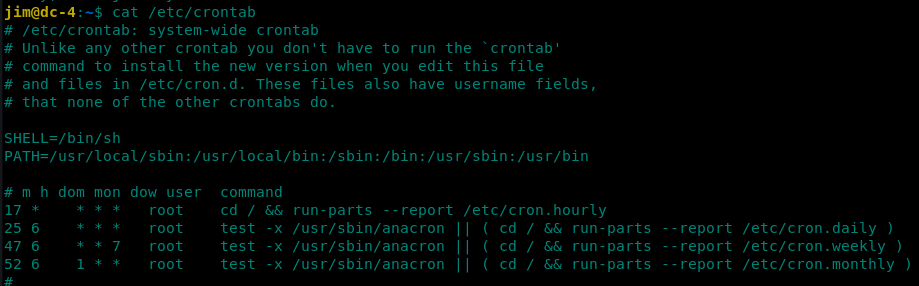 jim@dc-4:~$ cat /etc/crontab
# /etc/crontab: system-wide crontab
# Unlike any other crontab you don't have to run the `crontab'
# command to install the new version when you edit this file
# and files in /etc/cron.d. These files also have username fields,
# that none of the other crontabs do.

SHELL=/bin/sh
PATH=/usr/local/sbin:/usr/local/bin:/sbin:/bin:/usr/sbin:/usr/bin

# m h dom mon dow user  command
17 *    * * *   root    cd / && run-parts --report /etc/cron.hourly
25 6    * * *   root    test -x /usr/sbin/anacron || ( cd / && run-parts --report /etc/cron.daily )
47 6    * * 7   root    test -x /usr/sbin/anacron || ( cd / && run-parts --report /etc/cron.weekly )
52 6    1 * *   root    test -x /usr/sbin/anacron || ( cd / && run-parts --report /etc/cron.monthly )
#